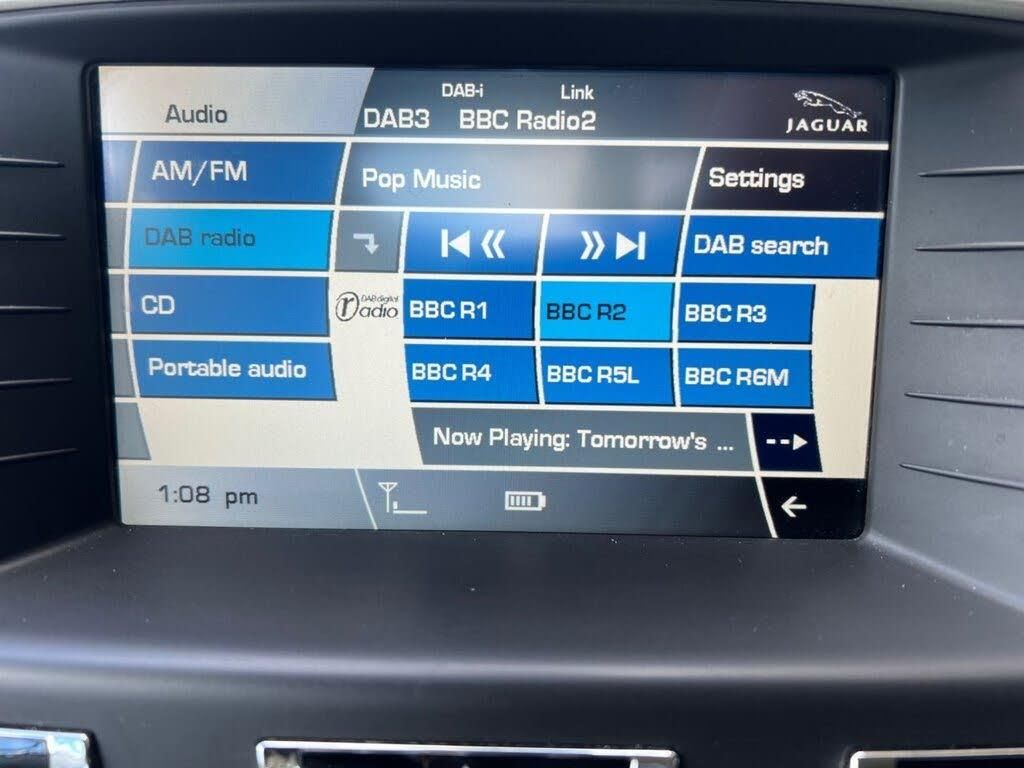 Audio
DAB-i Link
DAB3 BBC Radio2
JAGUAR
AM/FM
Pop Music
Settings
DAB radio
DAB search
CD
DAB digital
radio
BBC R1
BBC R2
BBC R3
Portable audio
BBC R4
BBC R5L
BBC R6M
Now Playing: Tomorrow's ...
1:08 pm